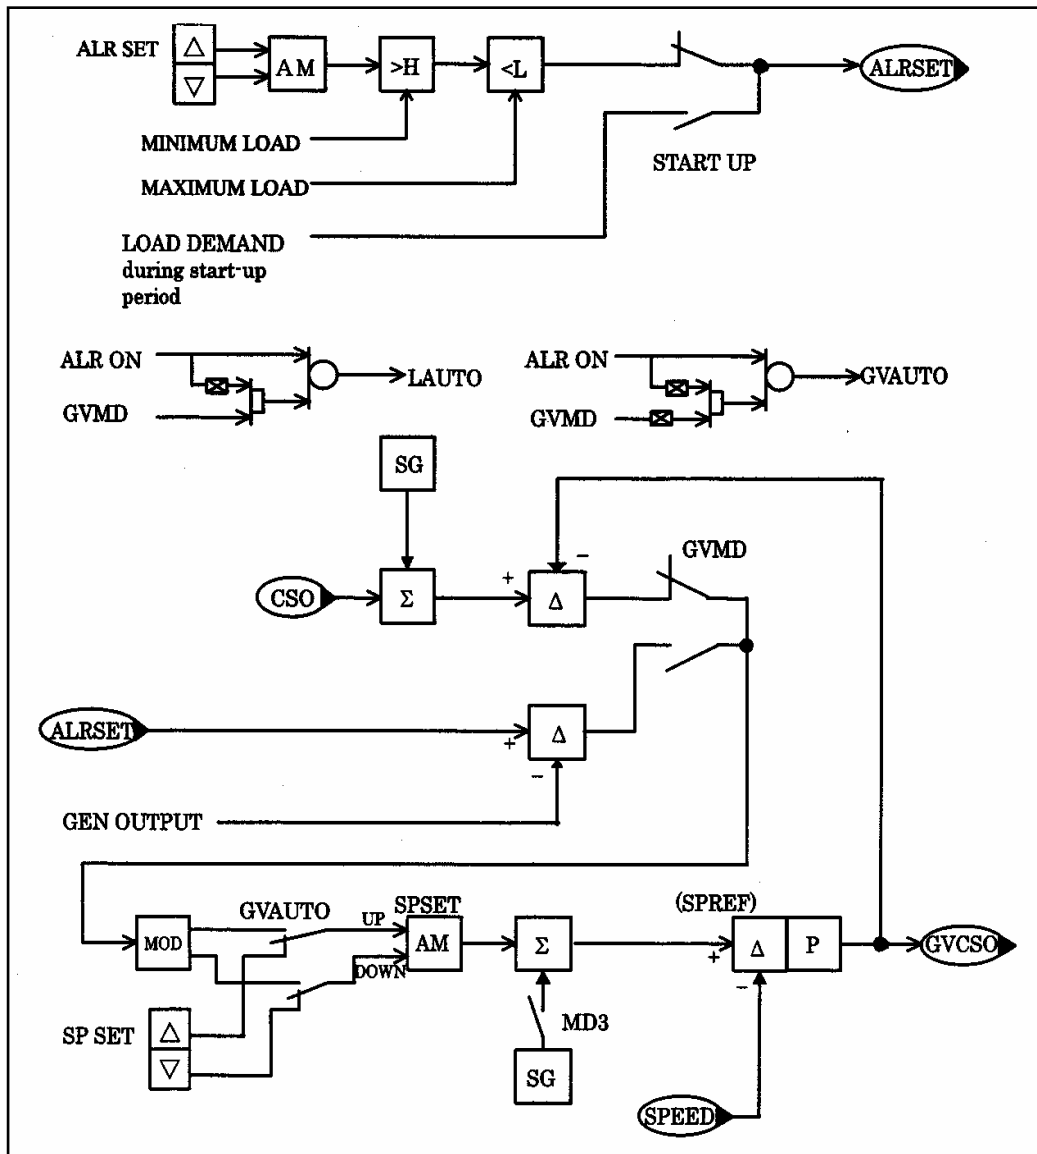 ALR SET
△
▽
AM
>H
<L
ALRSET
MINIMUM LOAD
MAXIMUM LOAD
START UP
LOAD DEMAND
during start-up
period
ALR ON
GVMD
LAUTO
ALR ON
GVMD
GVAUTO
SG
CSO
Σ
+
−
Δ
GVMD
ALRSET
+
−
Δ
GEN OUTPUT
MOD
GVAUTO
UP
DOWN
SPSET
AM
Σ
(SPREF)
+
−
Δ
P
GVCSO
SP SET
△
▽
MD3
SG
SPEED